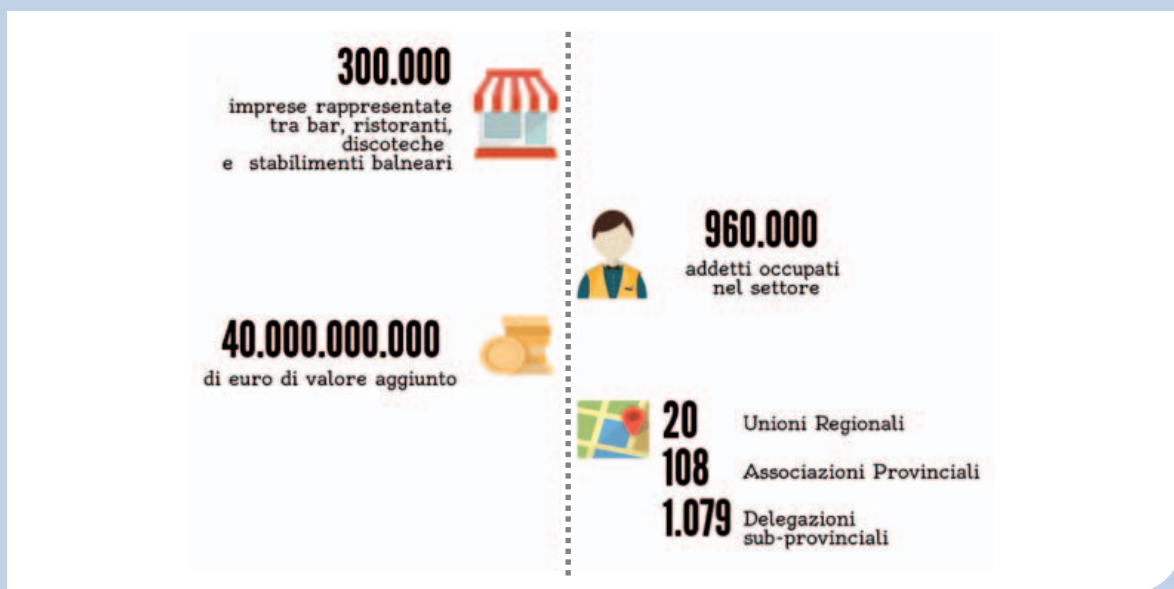 300.000
imprese rappresentate
tra bar, ristoranti,
discoteche
e stabilimenti balneari
960.000
addetti occupati
nel settore
40.000.000.000
di euro di valore aggiunto
20 Unioni Regionali
108 Associazioni Provinciali
1.079 Delegazioni
sub-provinciali